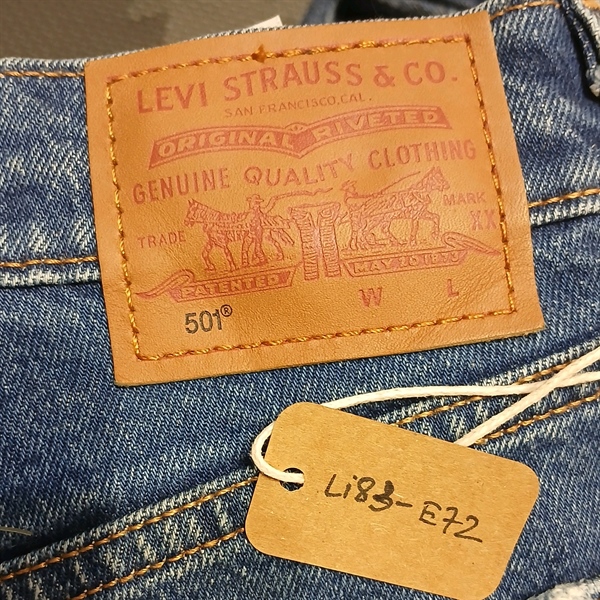 LEVI STRAUSS & CO.
SAN FRANCISCO, CAL.
ORIGINAL RIVETED
GENUINE QUALITY CLOTHING
TRADE MARK
XX
PATENTED MAY 20 1873
501® W L
Li83-E72